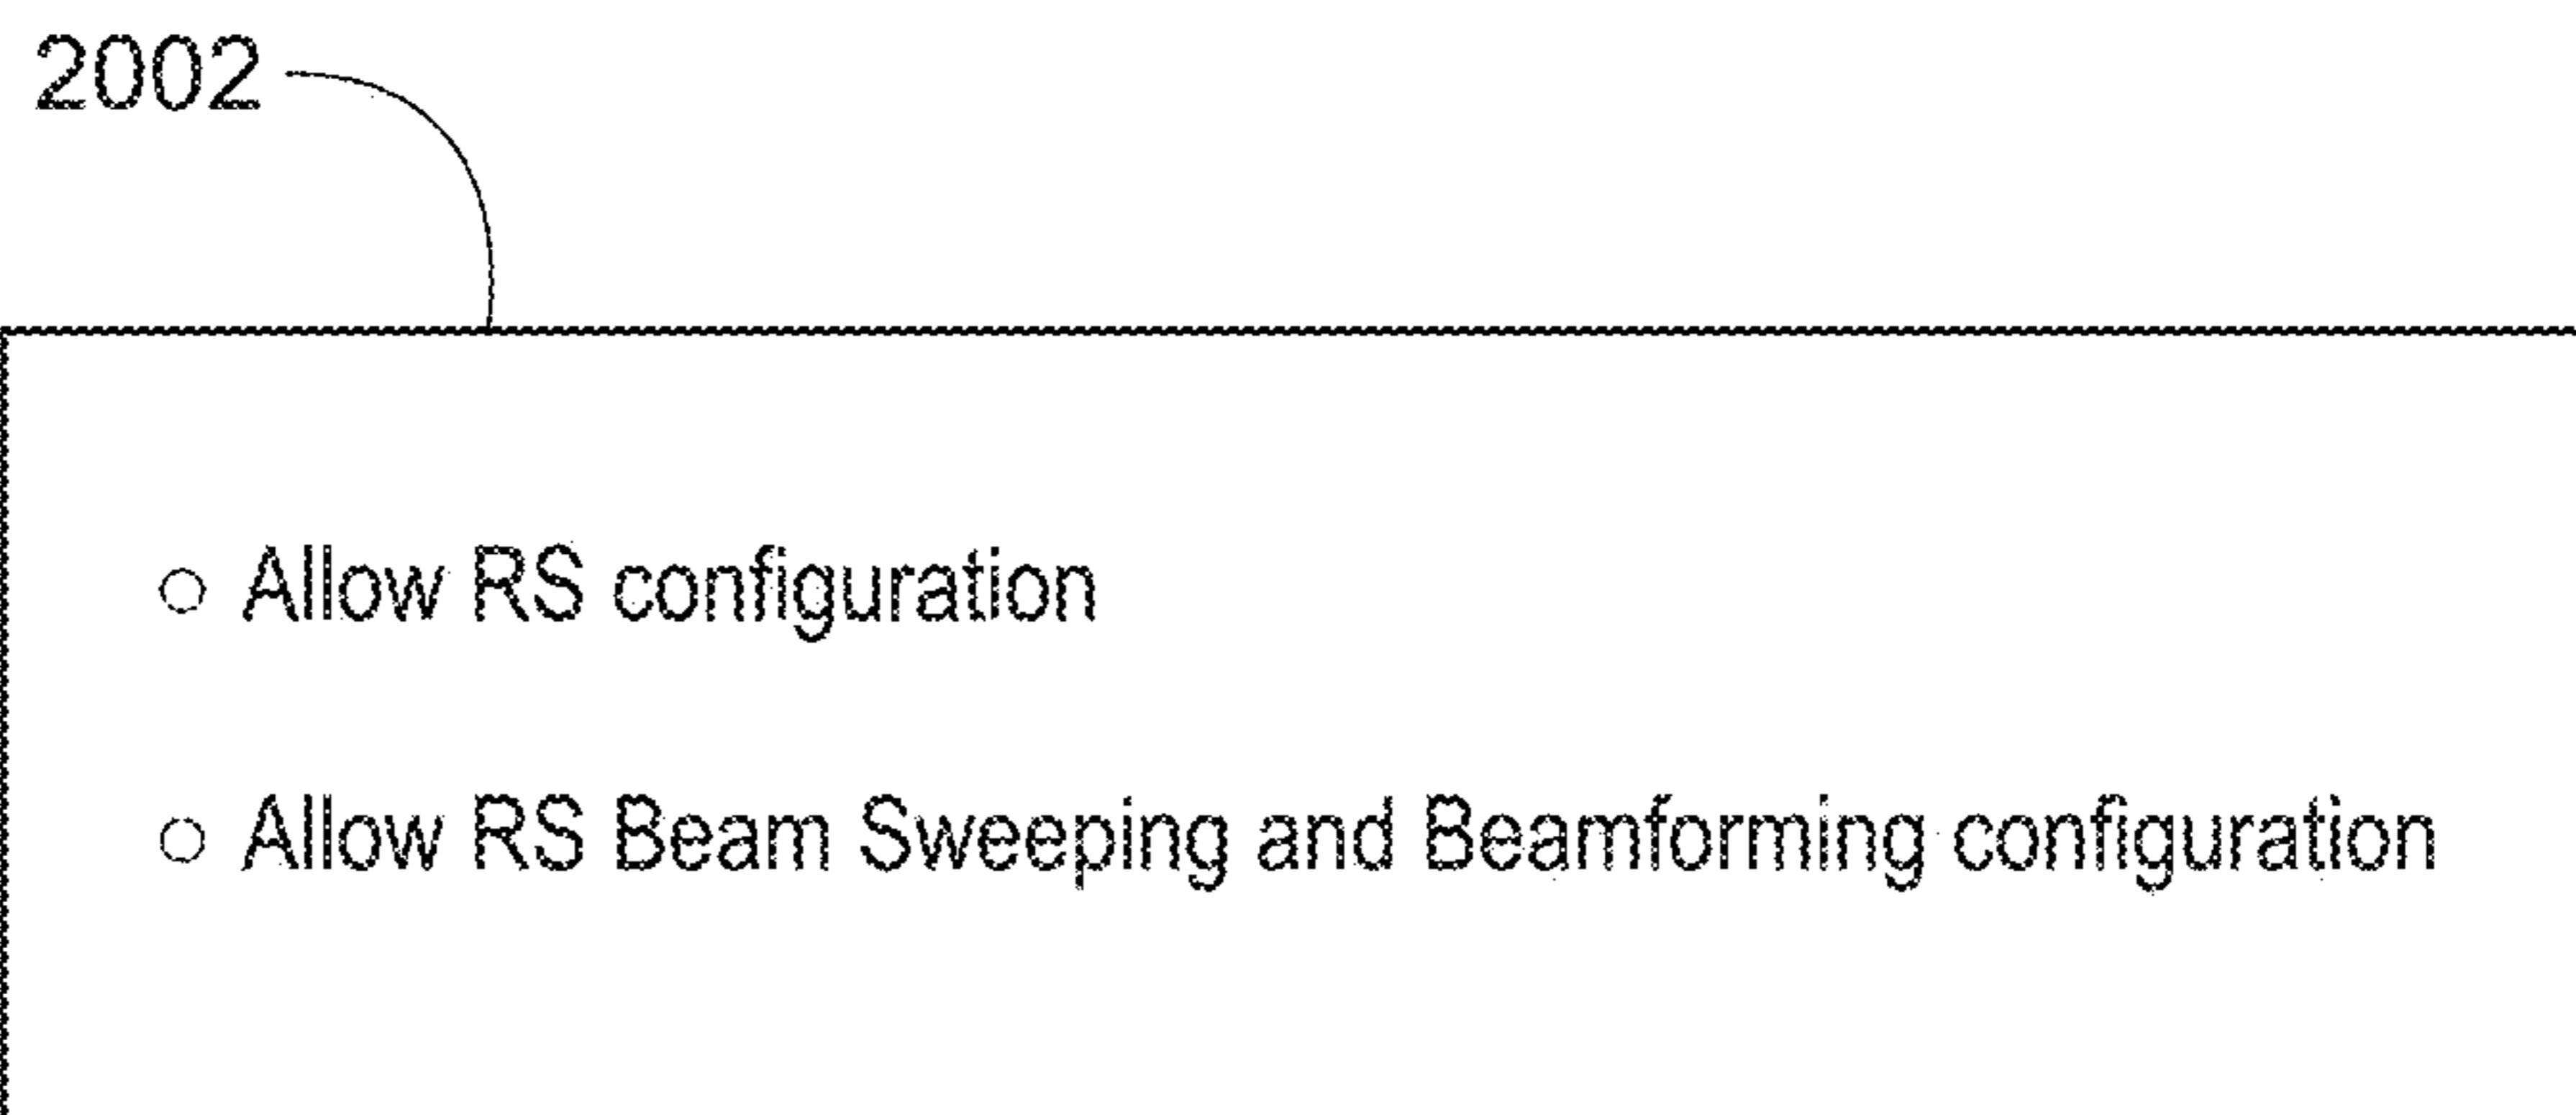 2002
○ Allow RS configuration
○ Allow RS Beam Sweeping and Beamforming configuration